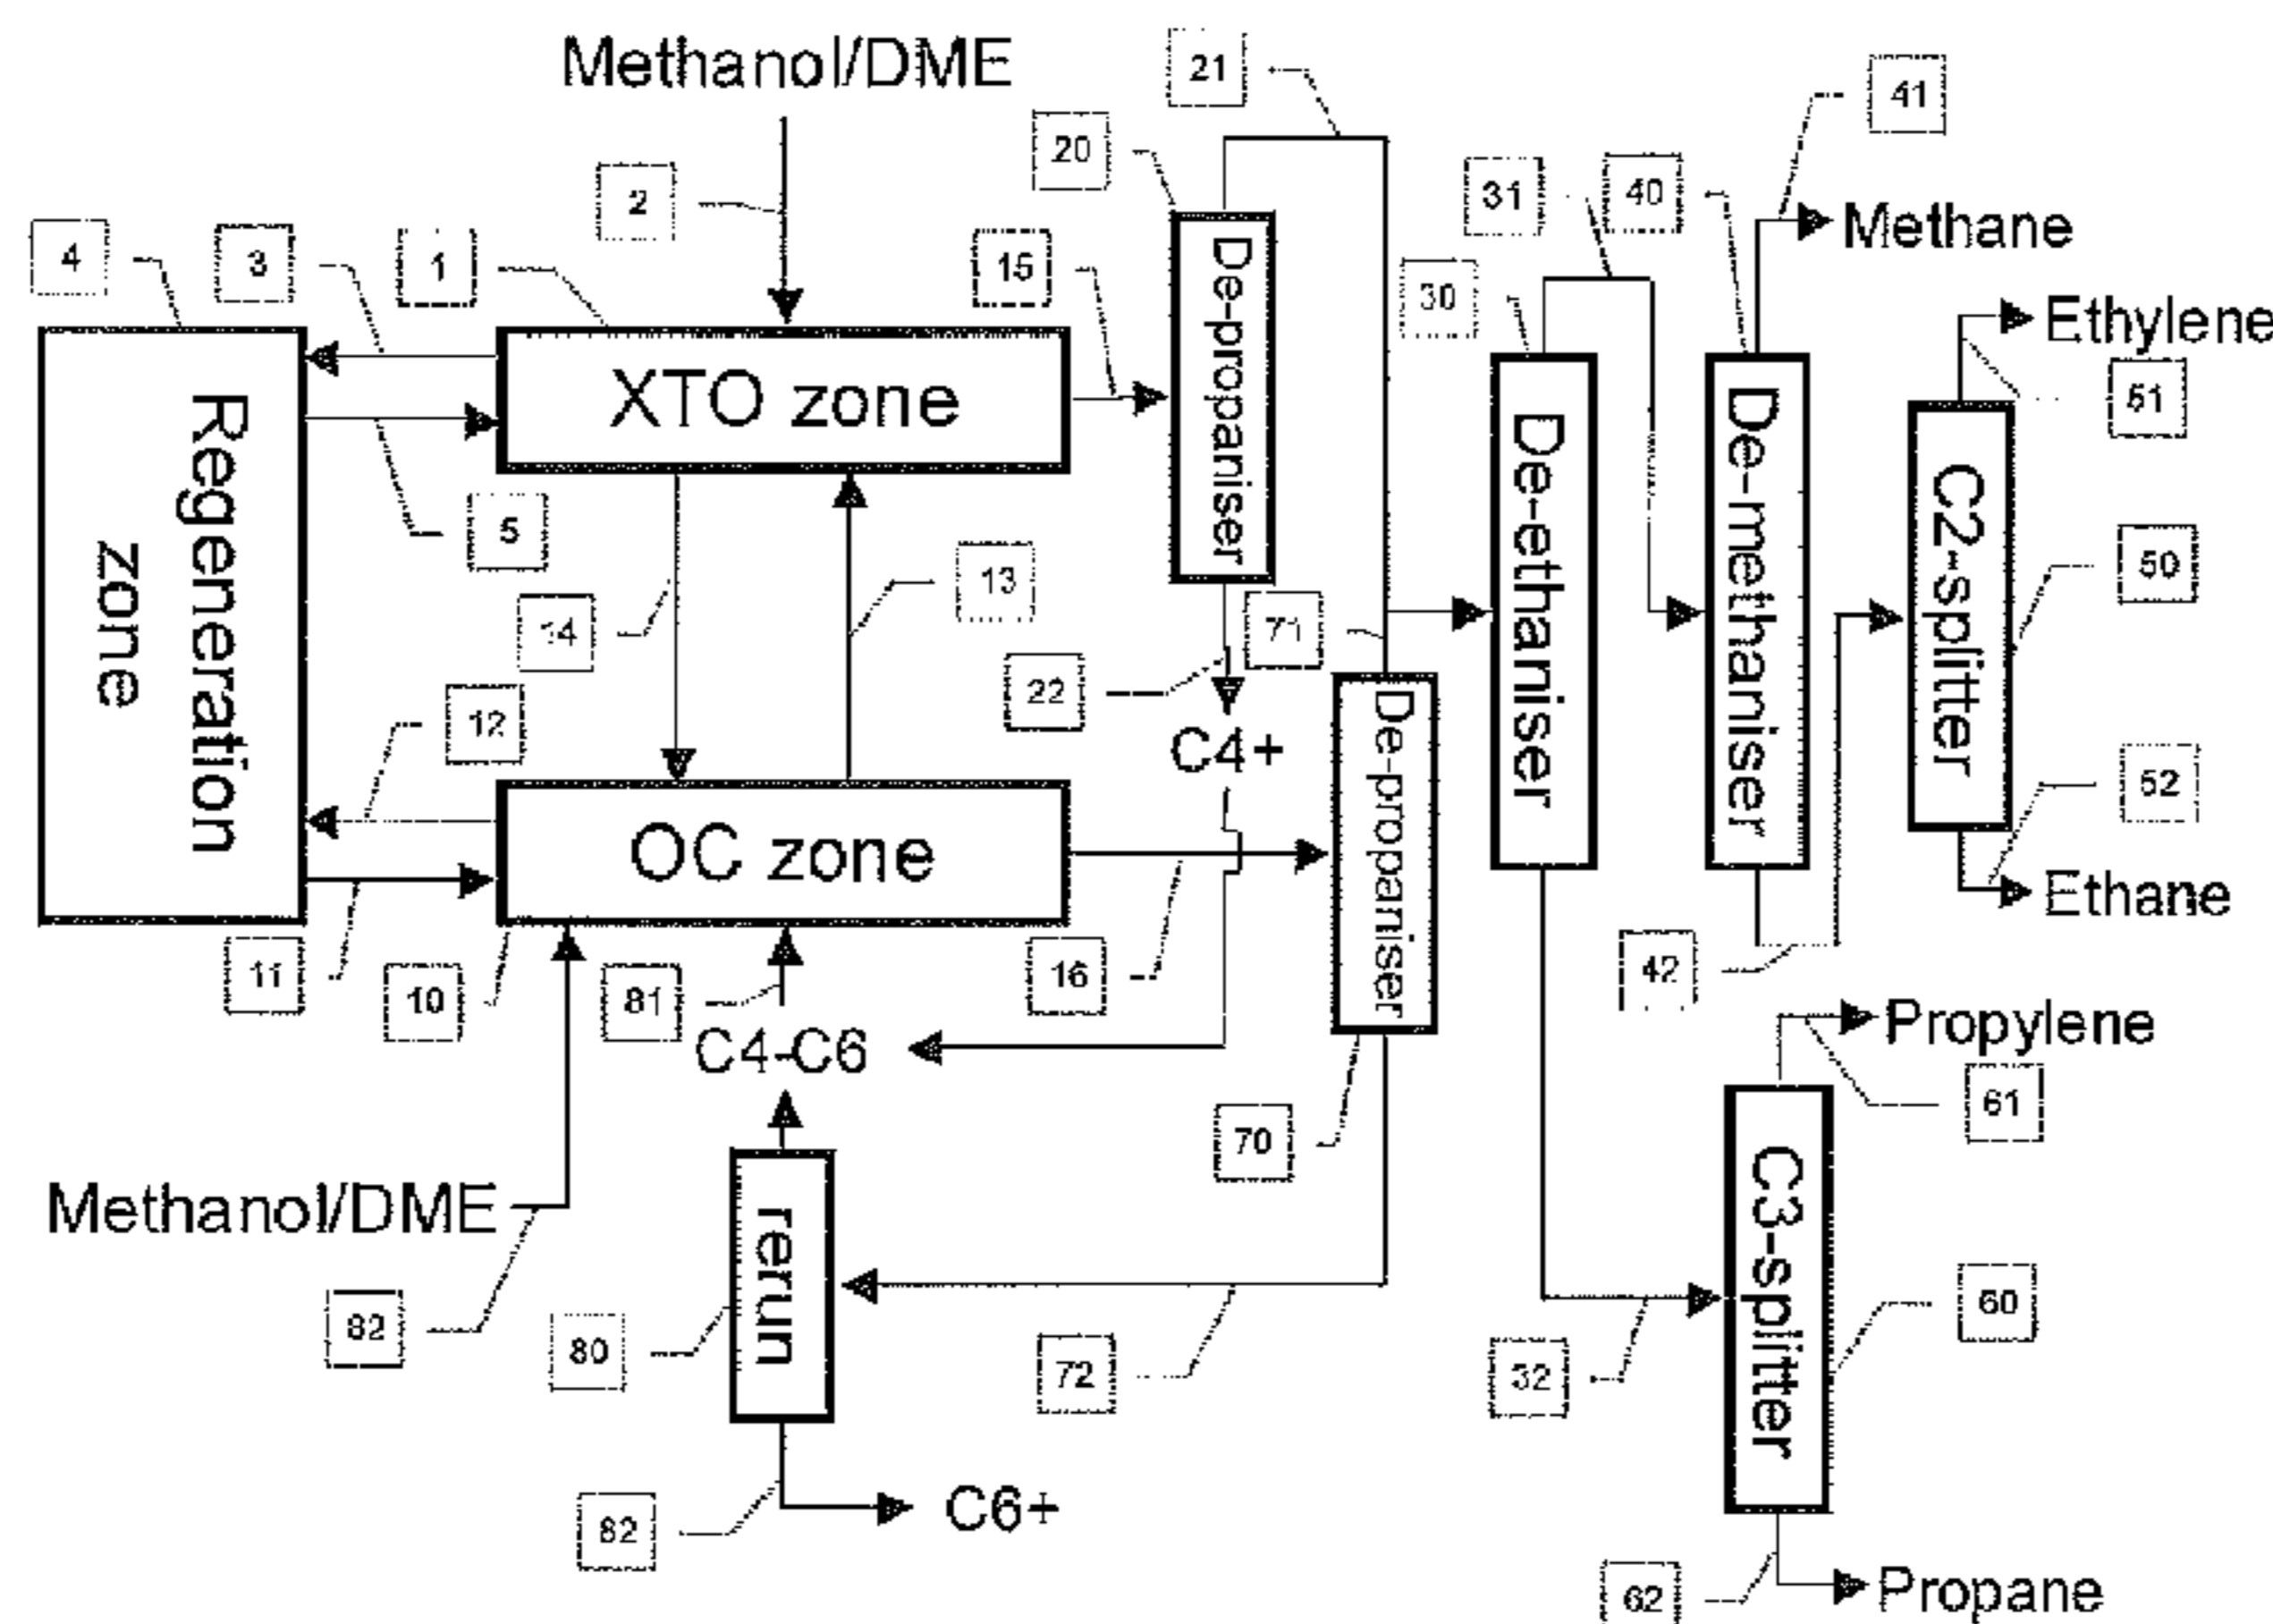 Methanol/DME
21
41
20
2
31
40
Methane
4
3
1
15
30
Ethylene
De-propaniser
51
XTO zone
Regeneration
zone
De-ethaniser
De-methaniser
C2-splitter
5
13
50
14
71
22
12
C4+
De-propaniser
52
OC zone
Ethane
11
10
81
16
42
C4-C6
Propylene
61
70
Methanol/DME
rerun
C3-splitter
60
82
80
72
32
82
C6+
62
Propane